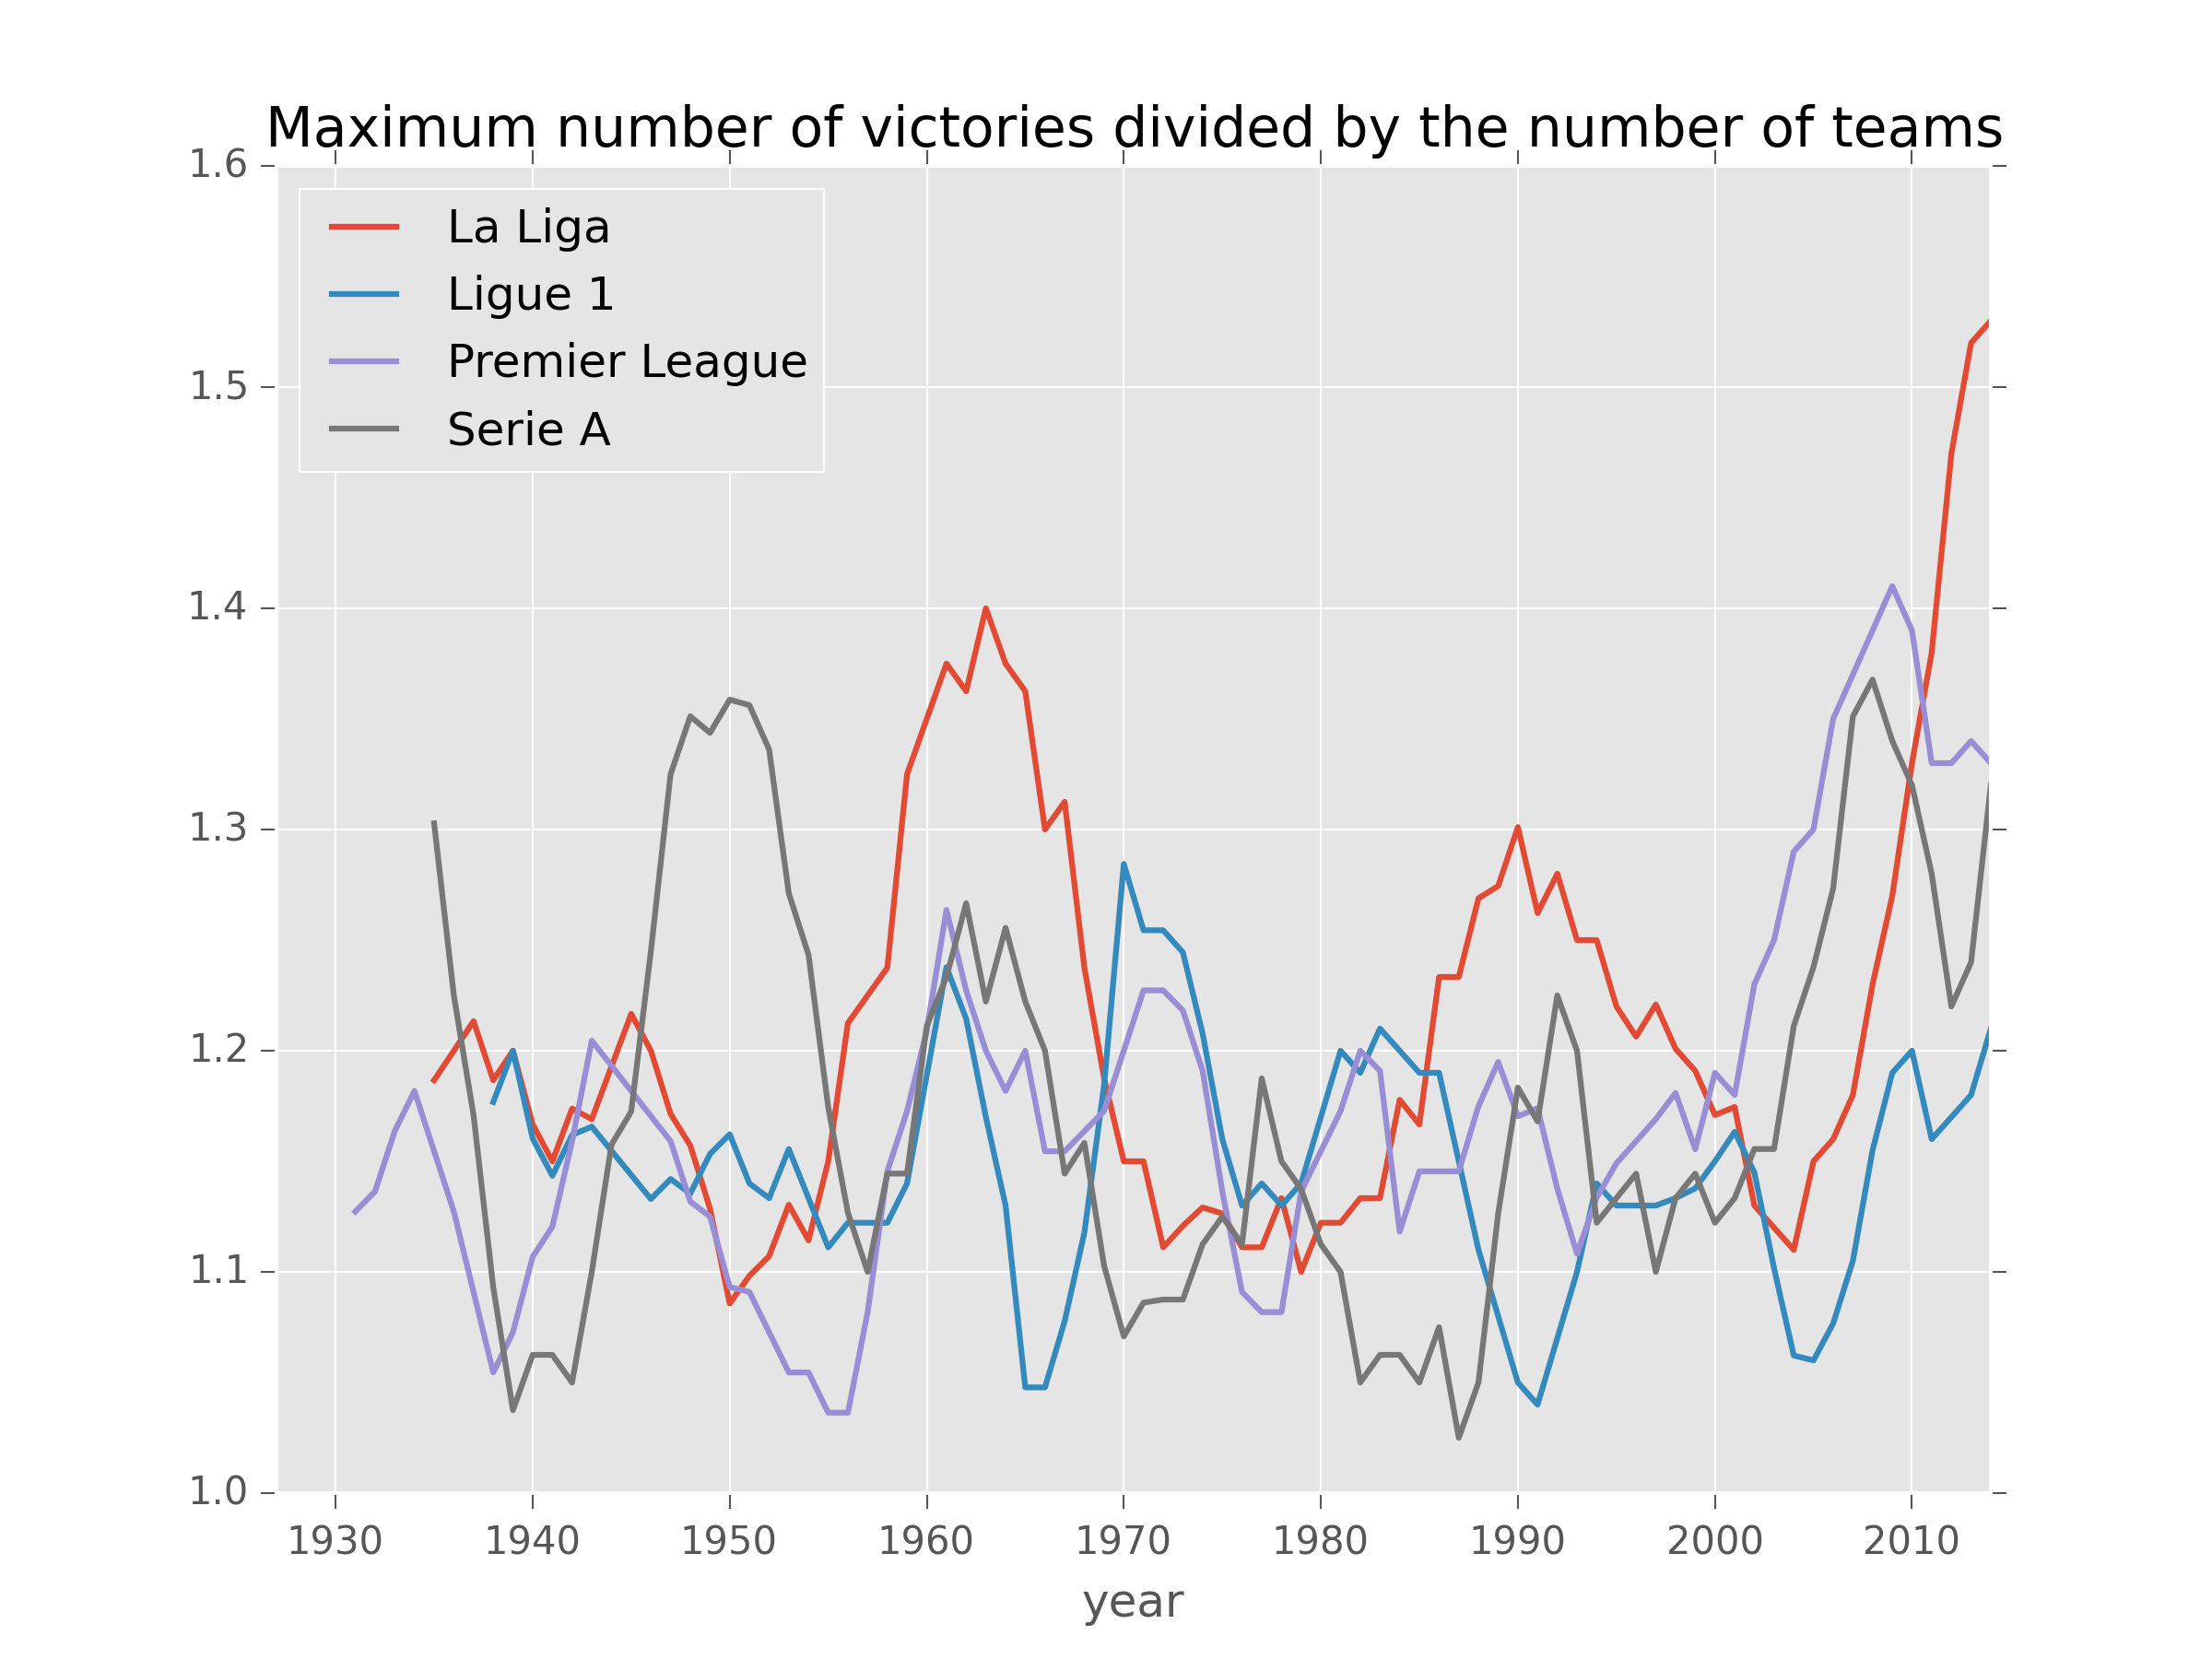 Maximum number of victories divided by the number of teams
La Liga
Ligue 1
Premier League
Serie A
1.6
1.5
1.4
1.3
1.2
1.1
1.0
1930 1940 1950 1960 1970 1980 1990 2000 2010
year